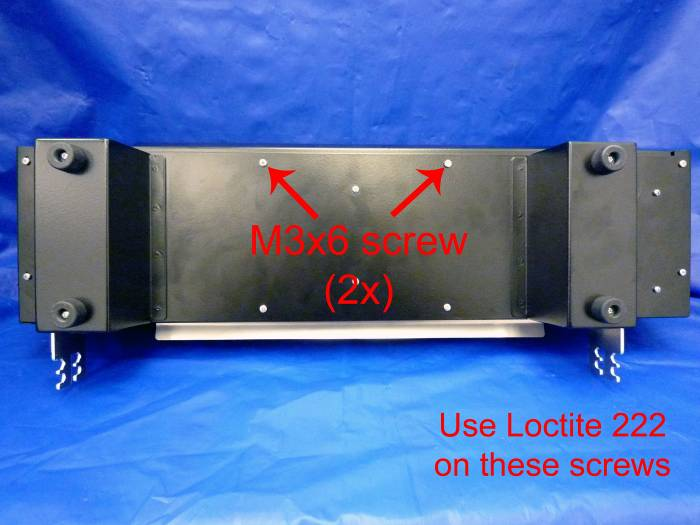 M3x6 screw
(2x)
Use Loctite 222
on these screws